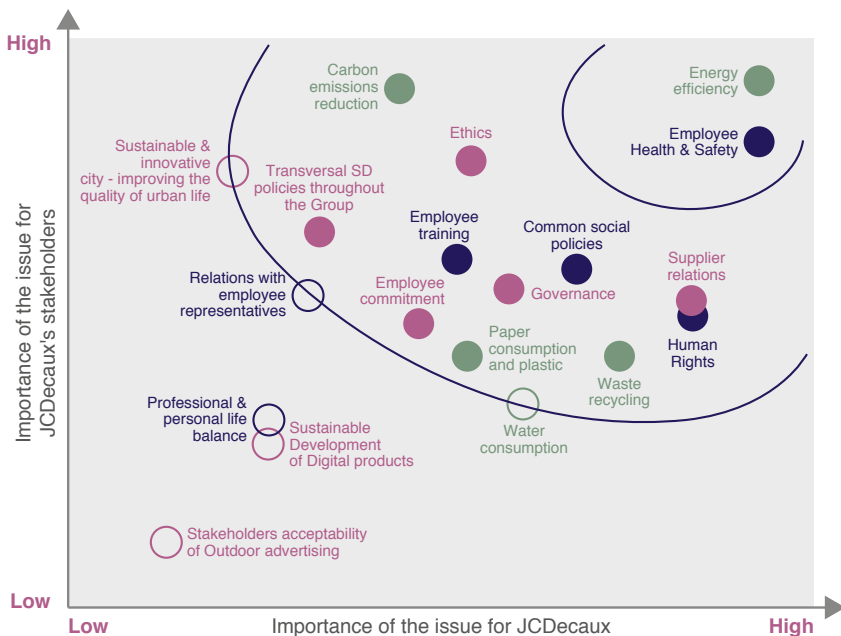 High
Carbon
emissions
reduction
Energy
efficiency
Ethics
Employee
Health & Safety
Sustainable &
innovative
city - improving the
quality of urban life
Transversal SD
policies throughout
the Group
Employee
training
Common social
policies
Supplier
relations
Relations with
employee
representatives
Employee
commitment
Governance
Human
Rights
Paper
consumption
and plastic
Waste
recycling
Professional &
personal life
balance
Sustainable
Development
of Digital products
Water
consumption
Stakeholders acceptability
of Outdoor advertising
Importance of the issue for
JCDecaux's stakeholders
Low
Low
Importance of the issue for JCDecaux
High